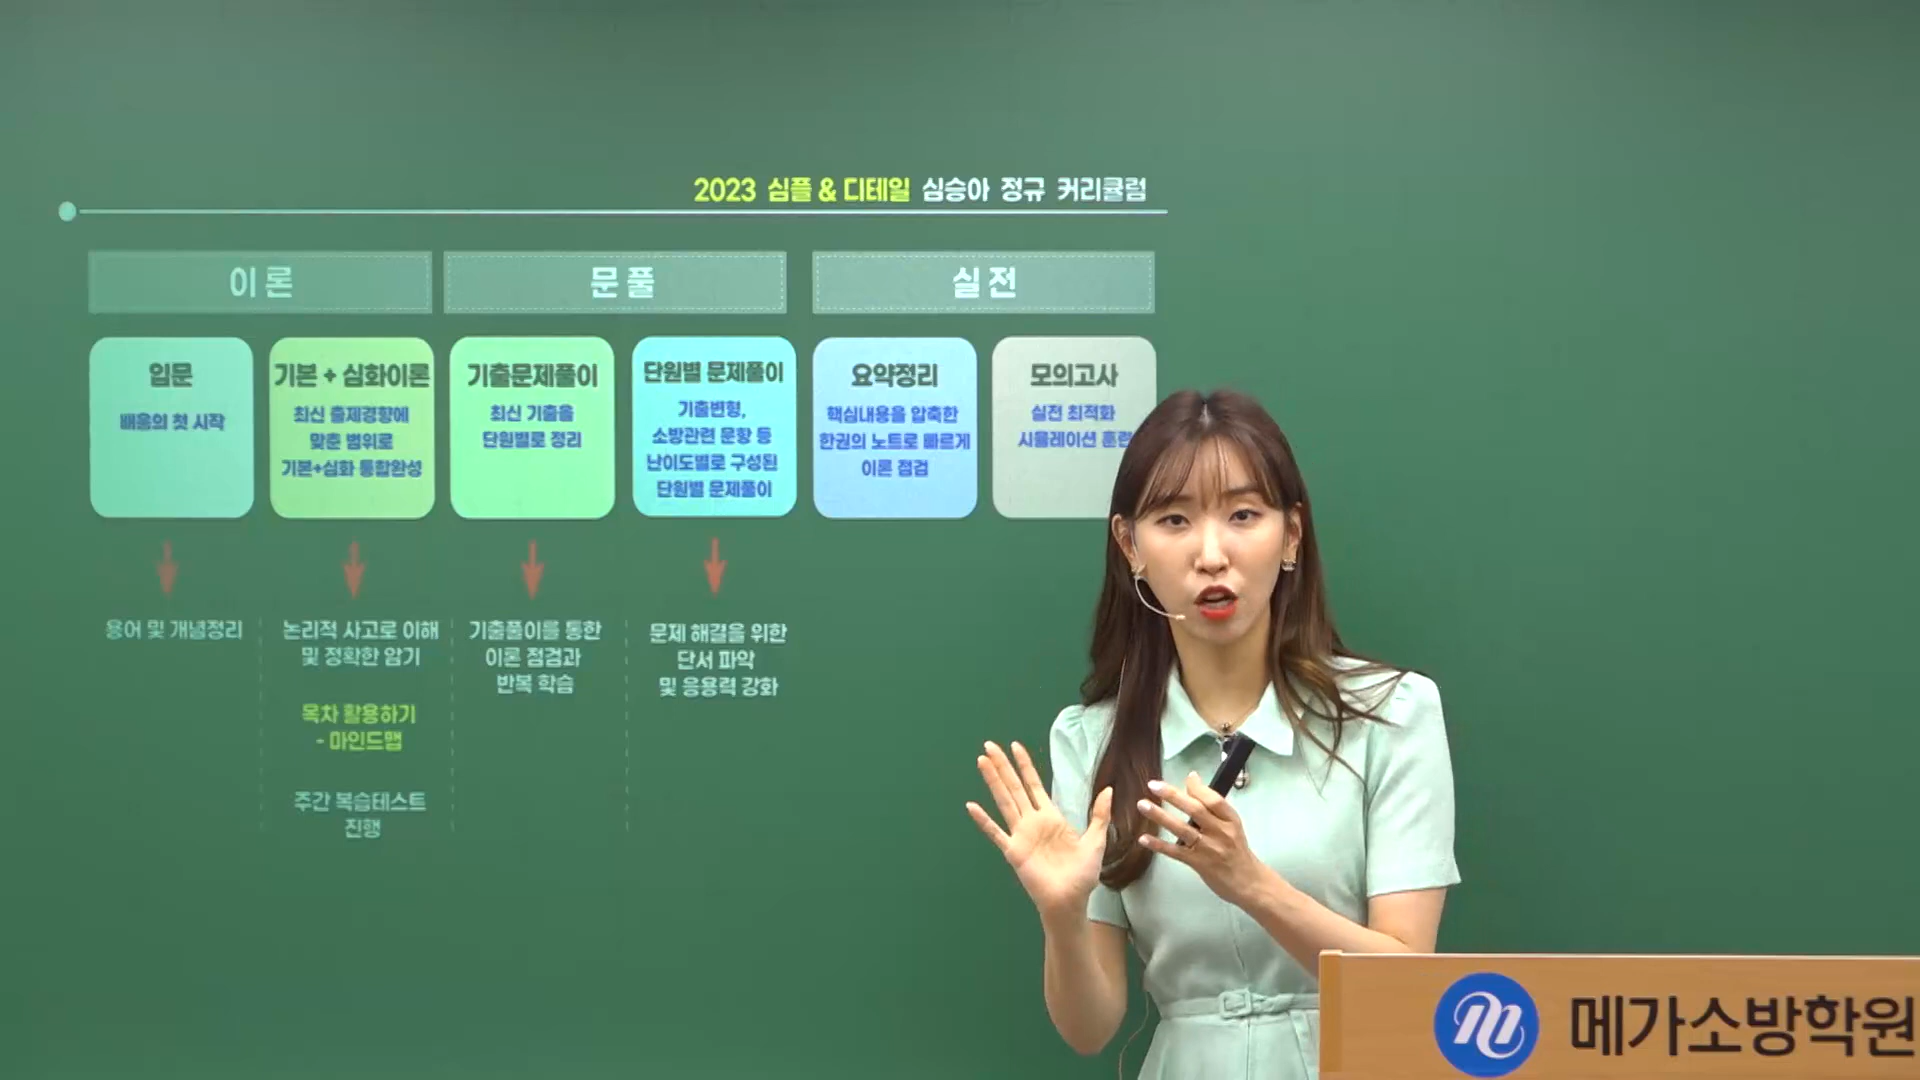 2023 심플 & 디테일 심승아 정규 커리큘럼
이론
문풀
실전
입문
배움의 첫 시작
기본 + 심화이론
최신 출제경향에
맞춘 범위로
기본+심화 통합완성
기출문제풀이
최신 기출을
단원별로 정리
단원별 문제풀이
기출변형,
소방관련 문항 등
난이도별로 구성된
단원별 문제풀이
요약정리
핵심내용을 압축한
한권의 노트로 빠르게
이론 점검
모의고사
실전 최적화
시뮬레이션 훈련
용어 및 개념정리
논리적 사고로 이해
및 정확한 암기
목차 활용하기
- 마인드맵
주간 복습테스트
진행
기출풀이를 통한
이론 점검과
반복 학습
문제 해결을 위한
단서 파악
및 응용력 강화
메가소방학원